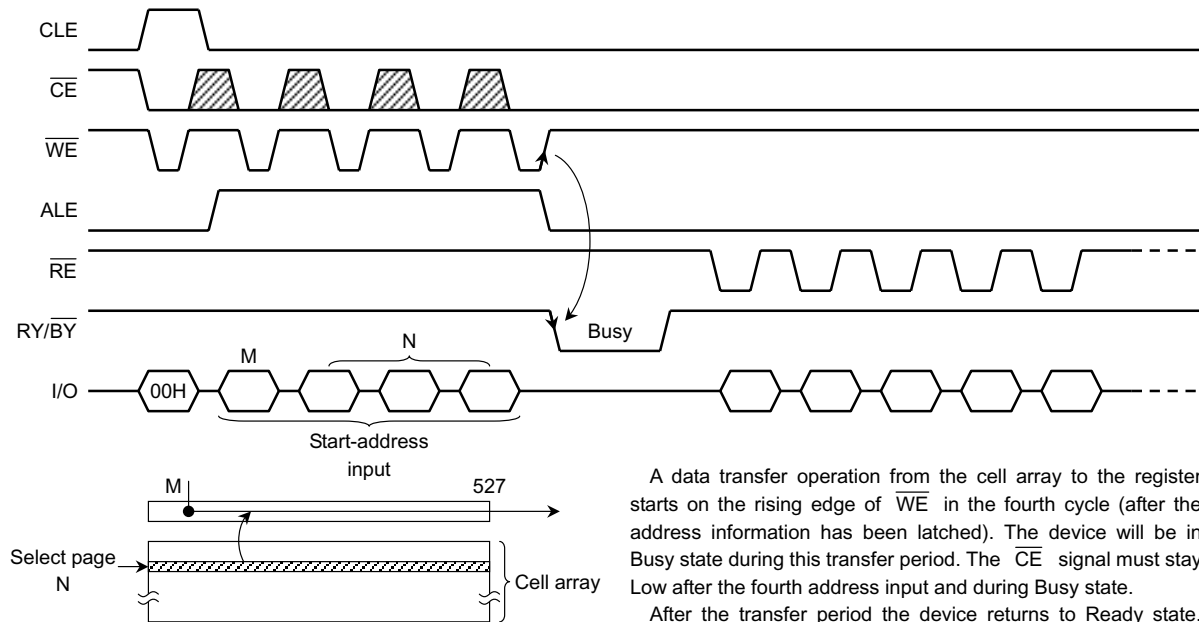 CLE
CE
WE
ALE
RE
RY/BY
Busy
M
N
I/O
00H
Start-address
input
M
527
Select page
N
Cell array
A data transfer operation from the cell array to the register
starts on the rising edge of WE in the fourth cycle (after the
address information has been latched). The device will be in
Busy state during this transfer period. The CE signal must stay
Low after the fourth address input and during Busy state.
After the transfer period the device returns to Ready state.